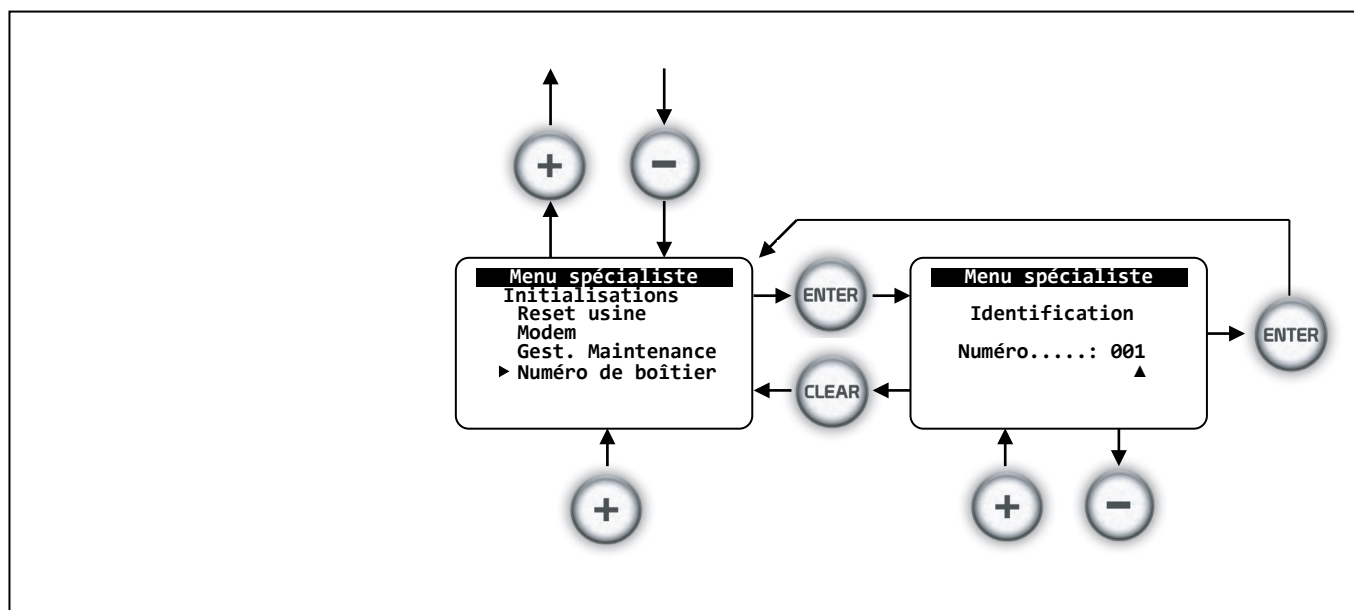 +
−
Menu spécialiste
Initialisations
Reset usine
Modem
Gest. Maintenance
▶ Numéro de boîtier
ENTER
CLEAR
Menu spécialiste
Identification
Numéro.....: 001
▲
ENTER
+
+
−